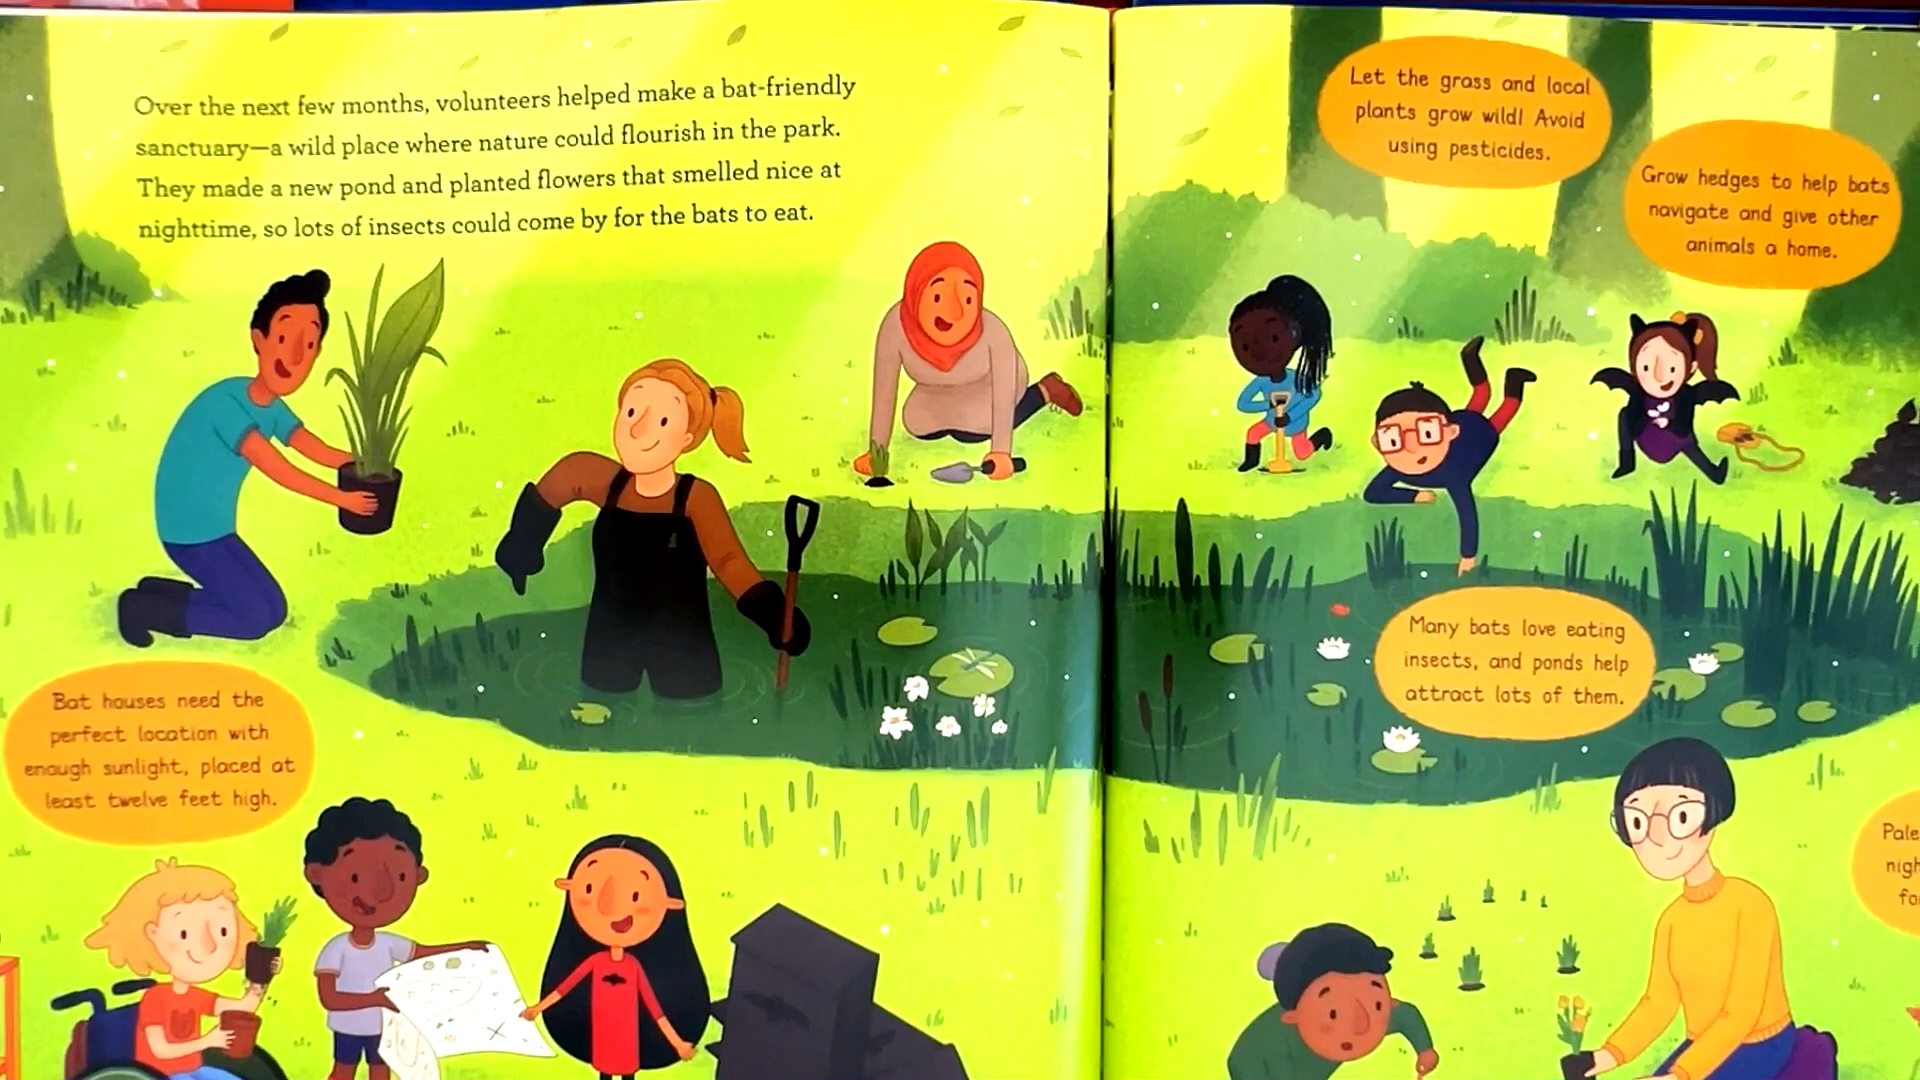 Over the next few months, volunteers helped make a bat-friendly
sanctuary—a wild place where nature could flourish in the park.
They made a new pond and planted flowers that smelled nice at
nighttime, so lots of insects could come by for the bats to eat.
Bat houses need the
perfect location with
enough sunlight, placed at
least twelve feet high.
Let the grass and local
plants grow wild! Avoid
using pesticides.
Grow hedges to help bats
navigate and give other
animals a home.
Many bats love eating
insects, and ponds help
attract lots of them.
Pale